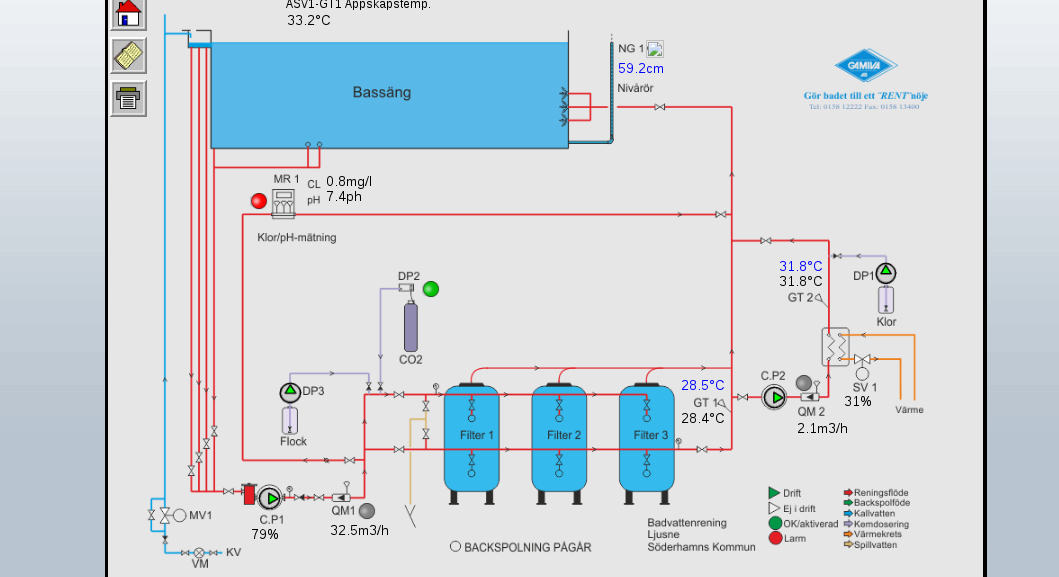 ASV1-GT1 Appskapstemp.
33.2°C
NG 1
59.2cm
Nivårör
Bassäng
GAMIVA
AB
Gör badet till ett "RENT"nöje
Tel: 0158 12222 Fax: 0158 13400
MR 1
CL 0.8mg/l
pH 7.4ph
Klor/pH-mätning
31.8°C
31.8°C
GT 2
DP1
Klor
DP2
CO2
DP3
Flock
28.5°C
GT 1
28.4°C
C.P2
QM 2
2.1m3/h
SV 1
31%
Värme
Filter 1
Filter 2
Filter 3
C.P1
79%
QM1
32.5m3/h
MV1
KV
VM
BACKSPOLNING PÅGÅR
Badvattenrening
Ljusne
Söderhamns Kommun
Drift
Ej i drift
OK/aktiverad
Larm
Reningsflöde
Backspolföde
Kallvatten
Kemdosering
Värmekrets
Spillvatten